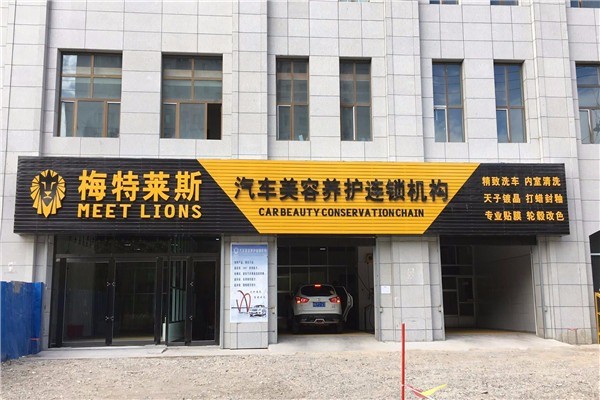 梅特莱斯
MEET LIONS
汽车美容养护连锁机构
CARBEAUTY CONSERVATION CHAIN
精致洗车 内室清洗
天子镀晶 打蜡封釉
专业贴膜 轮毂改色